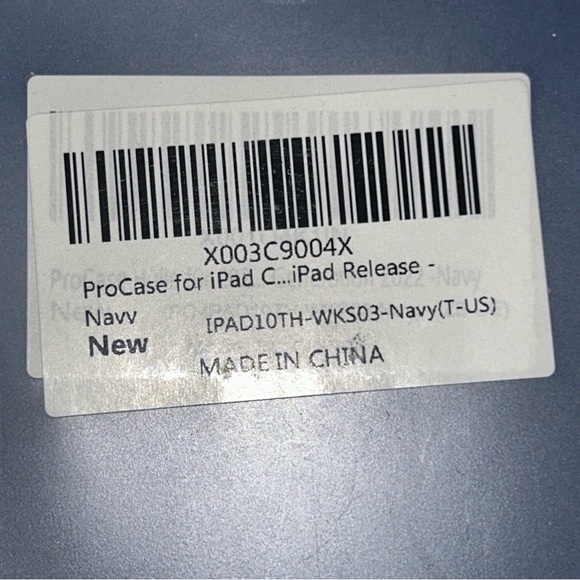 X003C9004X
ProCase for iPad C...iPad Release -
Navy
IPAD10TH-WKS03-Navy(T-US)
New
MADE IN CHINA